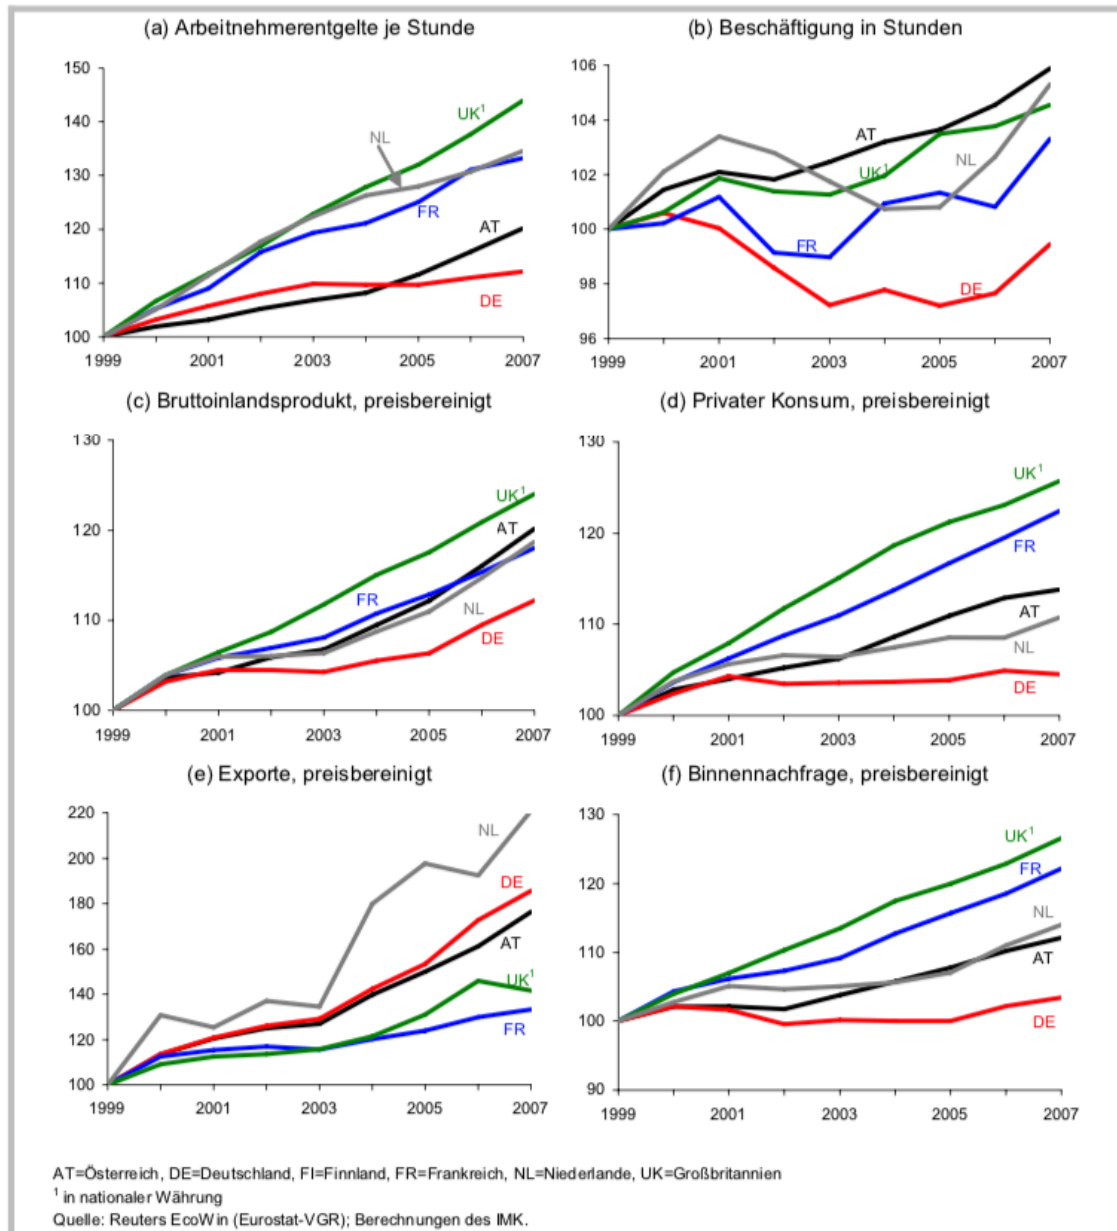 (a) Arbeitnehmerentgelte je Stunde
150
140
130
120
110
100
1999 2001 2003 2005 2007
UK¹
NL
FR
AT
DE
(b) Beschäftigung in Stunden
106
104
102
100
98
96
1999 2001 2003 2005 2007
AT
UK¹
NL
FR
DE
(c) Bruttoinlandsprodukt, preisbereinigt
130
120
110
100
1999 2001 2003 2005 2007
UK¹
AT
FR
NL
DE
(d) Privater Konsum, preisbereinigt
130
120
110
100
1999 2001 2003 2005 2007
UK¹
FR
AT
NL
DE
(e) Exporte, preisbereinigt
220
200
180
160
140
120
100
1999 2001 2003 2005 2007
NL
DE
AT
UK¹
FR
(f) Binnennachfrage, preisbereinigt
130
120
110
100
90
1999 2001 2003 2005 2007
UK¹
FR
NL
AT
DE
AT=Österreich, DE=Deutschland, FI=Finnland, FR=Frankreich, NL=Niederlande, UK=Großbritannien
¹ in nationaler Währung
Quelle: Reuters EcoWin (Eurostat-VGR); Berechnungen des IMK.